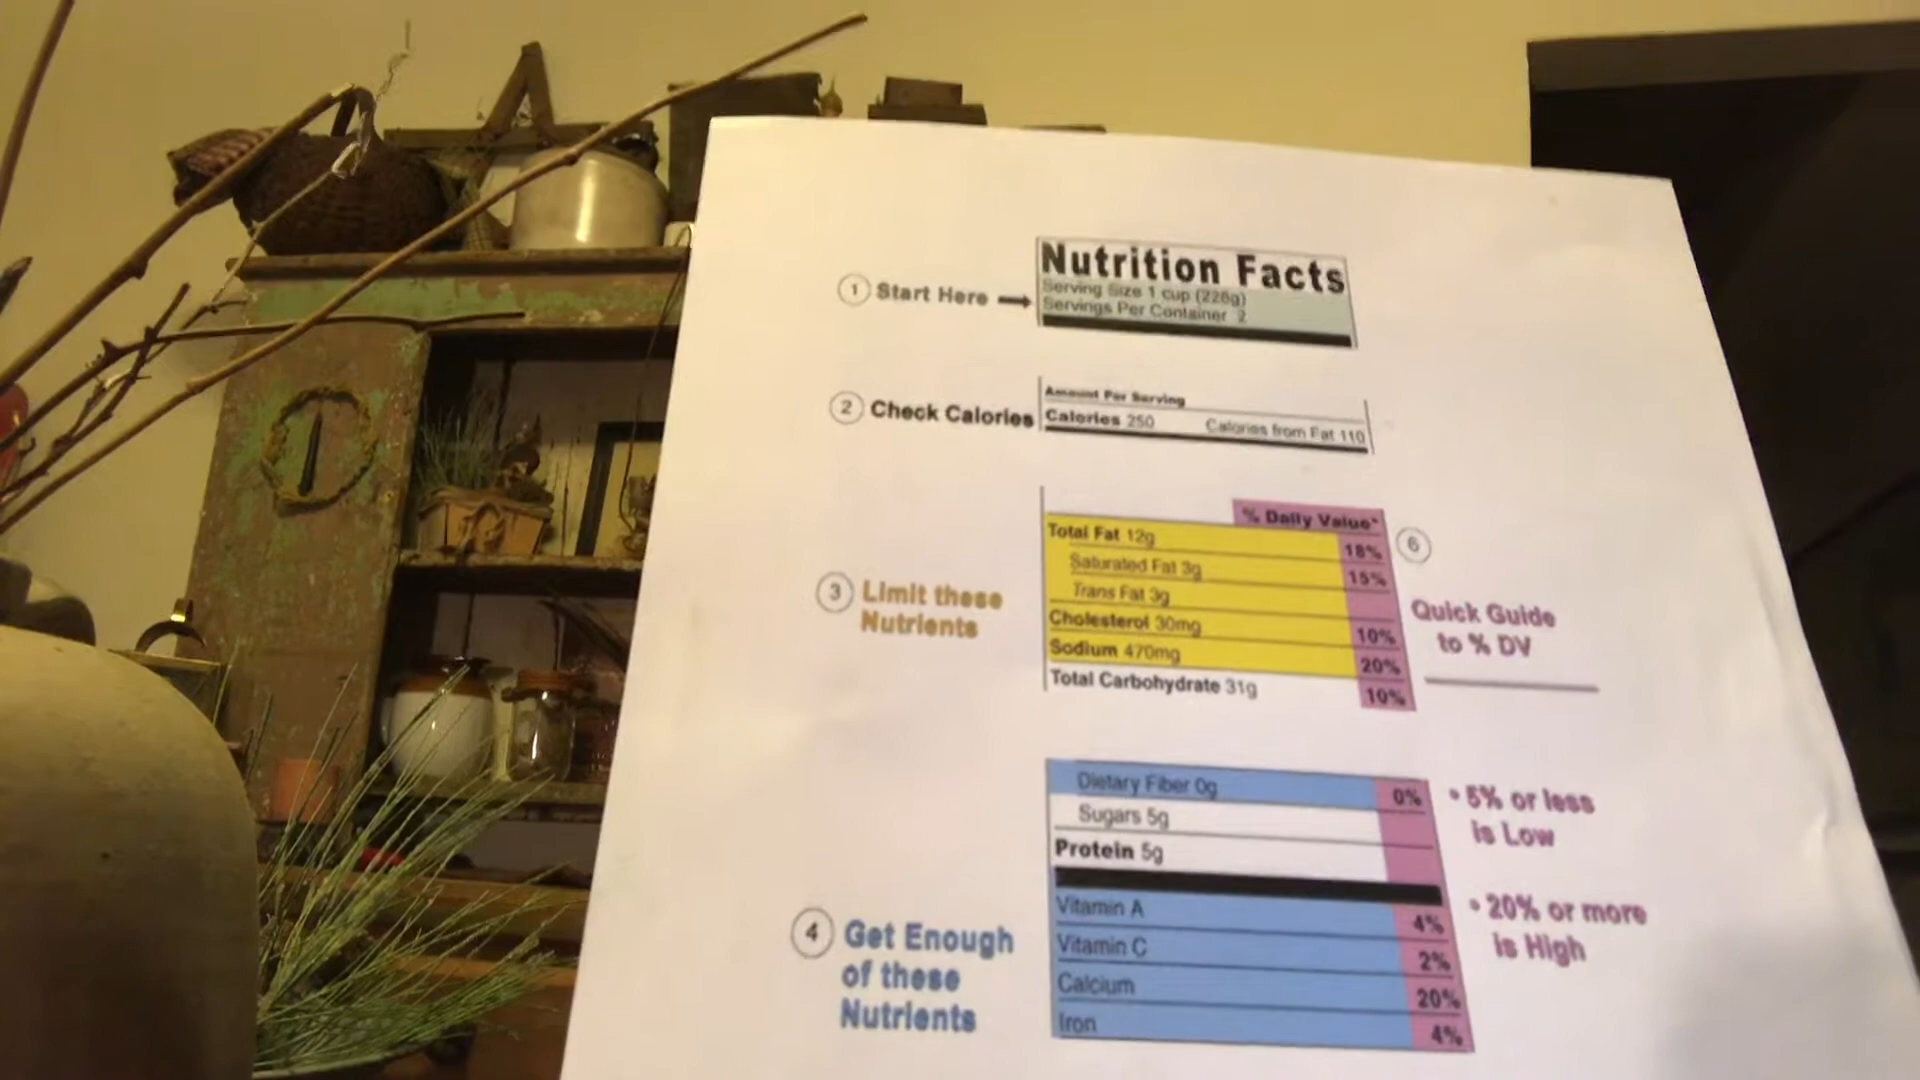 Nutrition Facts
1 Start Here
Serving Size 1 cup (228g)
Servings Per Container 2
Amount Per Serving
2 Check Calories
Calories 250 Calories from Fat 110
% Daily Value*
Total Fat 12g 18%
6
Saturated Fat 3g 15%
Trans Fat 3g
3 Limit these
Nutrients
Cholesterol 30mg 10%
Sodium 470mg 20%
Total Carbohydrate 31g 10%
Quick Guide
to % DV
Dietary Fiber 0g 0%
Sugars 5g
Protein 5g
• 5% or less
is Low
4 Get Enough
of these
Nutrients
Vitamin A 4%
Vitamin C 2%
Calcium 20%
Iron 4%
• 20% or more
is High